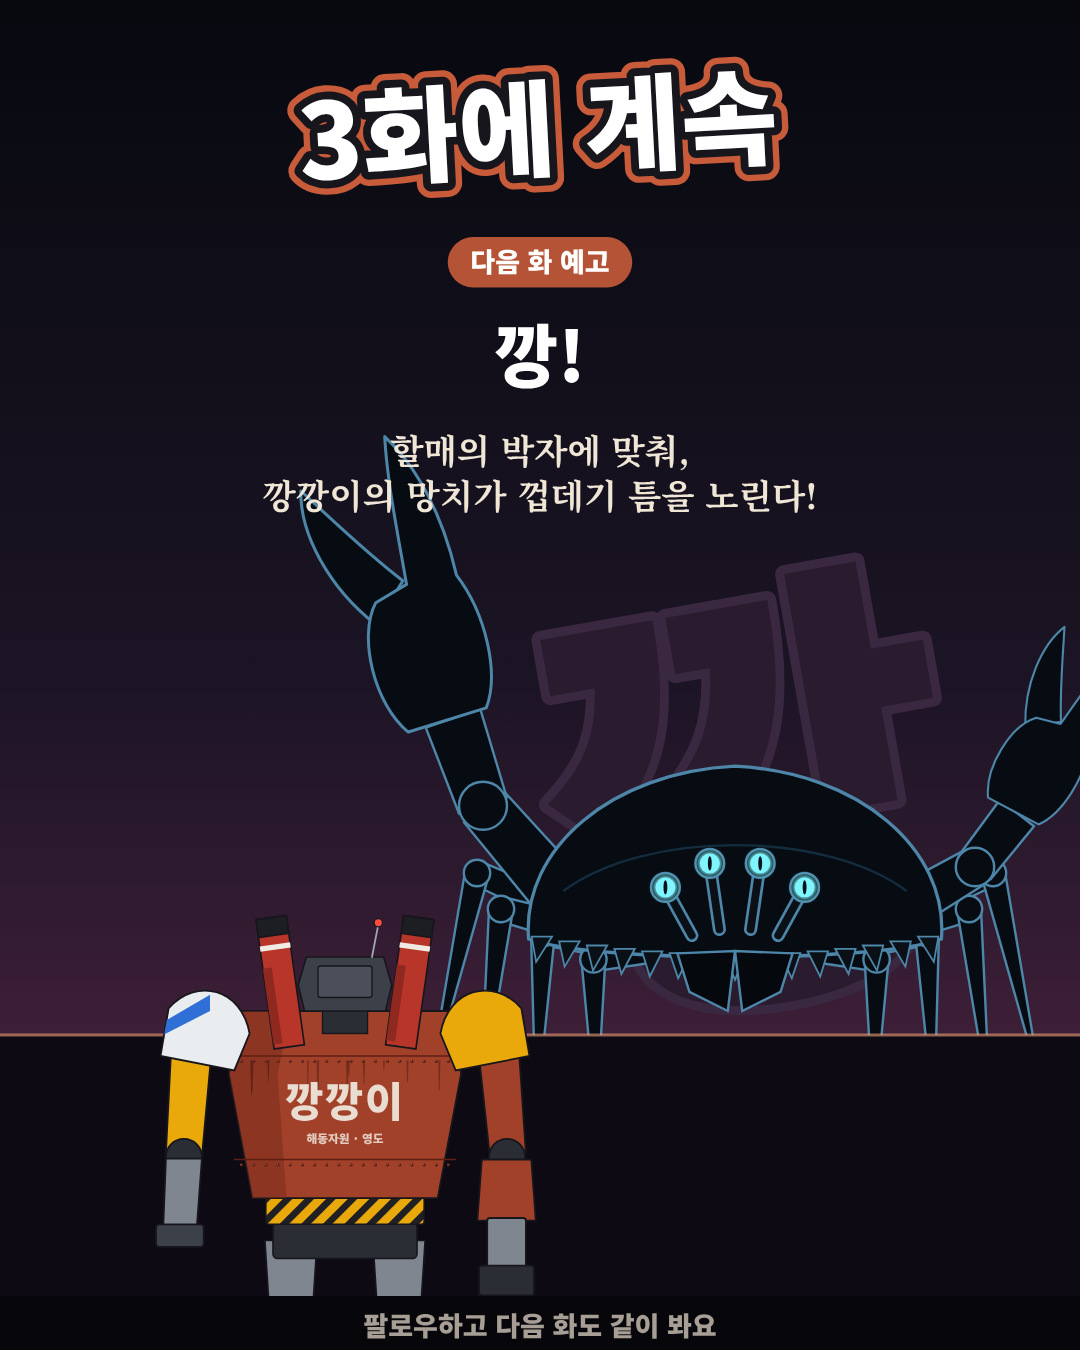 3화에 계속
다음 화 예고
깡!
할매의 박자에 맞춰,
깡깡이의 망치가 껍데기 틈을 노린다!
까
깡깡이
해동자원 · 영도
팔로우하고 다음 화도 같이 봐요